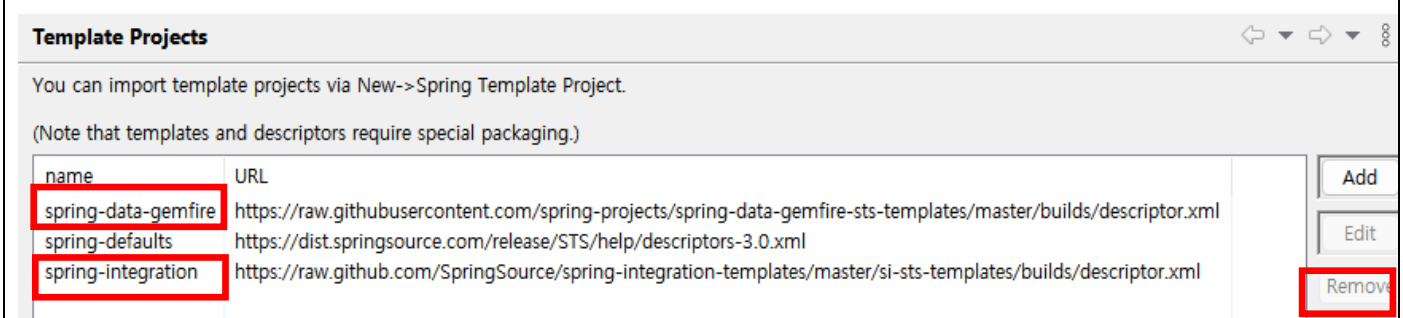 Template Projects
You can import template projects via New->Spring Template Project.
(Note that templates and descriptors require special packaging.)
name URL
Add
spring-data-gemfire https://raw.githubusercontent.com/spring-projects/spring-data-gemfire-sts-templates/master/builds/descriptor.xml
spring-defaults https://dist.springsource.com/release/STS/help/descriptors-3.0.xml
Edit
spring-integration https://raw.github.com/SpringSource/spring-integration-templates/master/si-sts-templates/builds/descriptor.xml
Remove